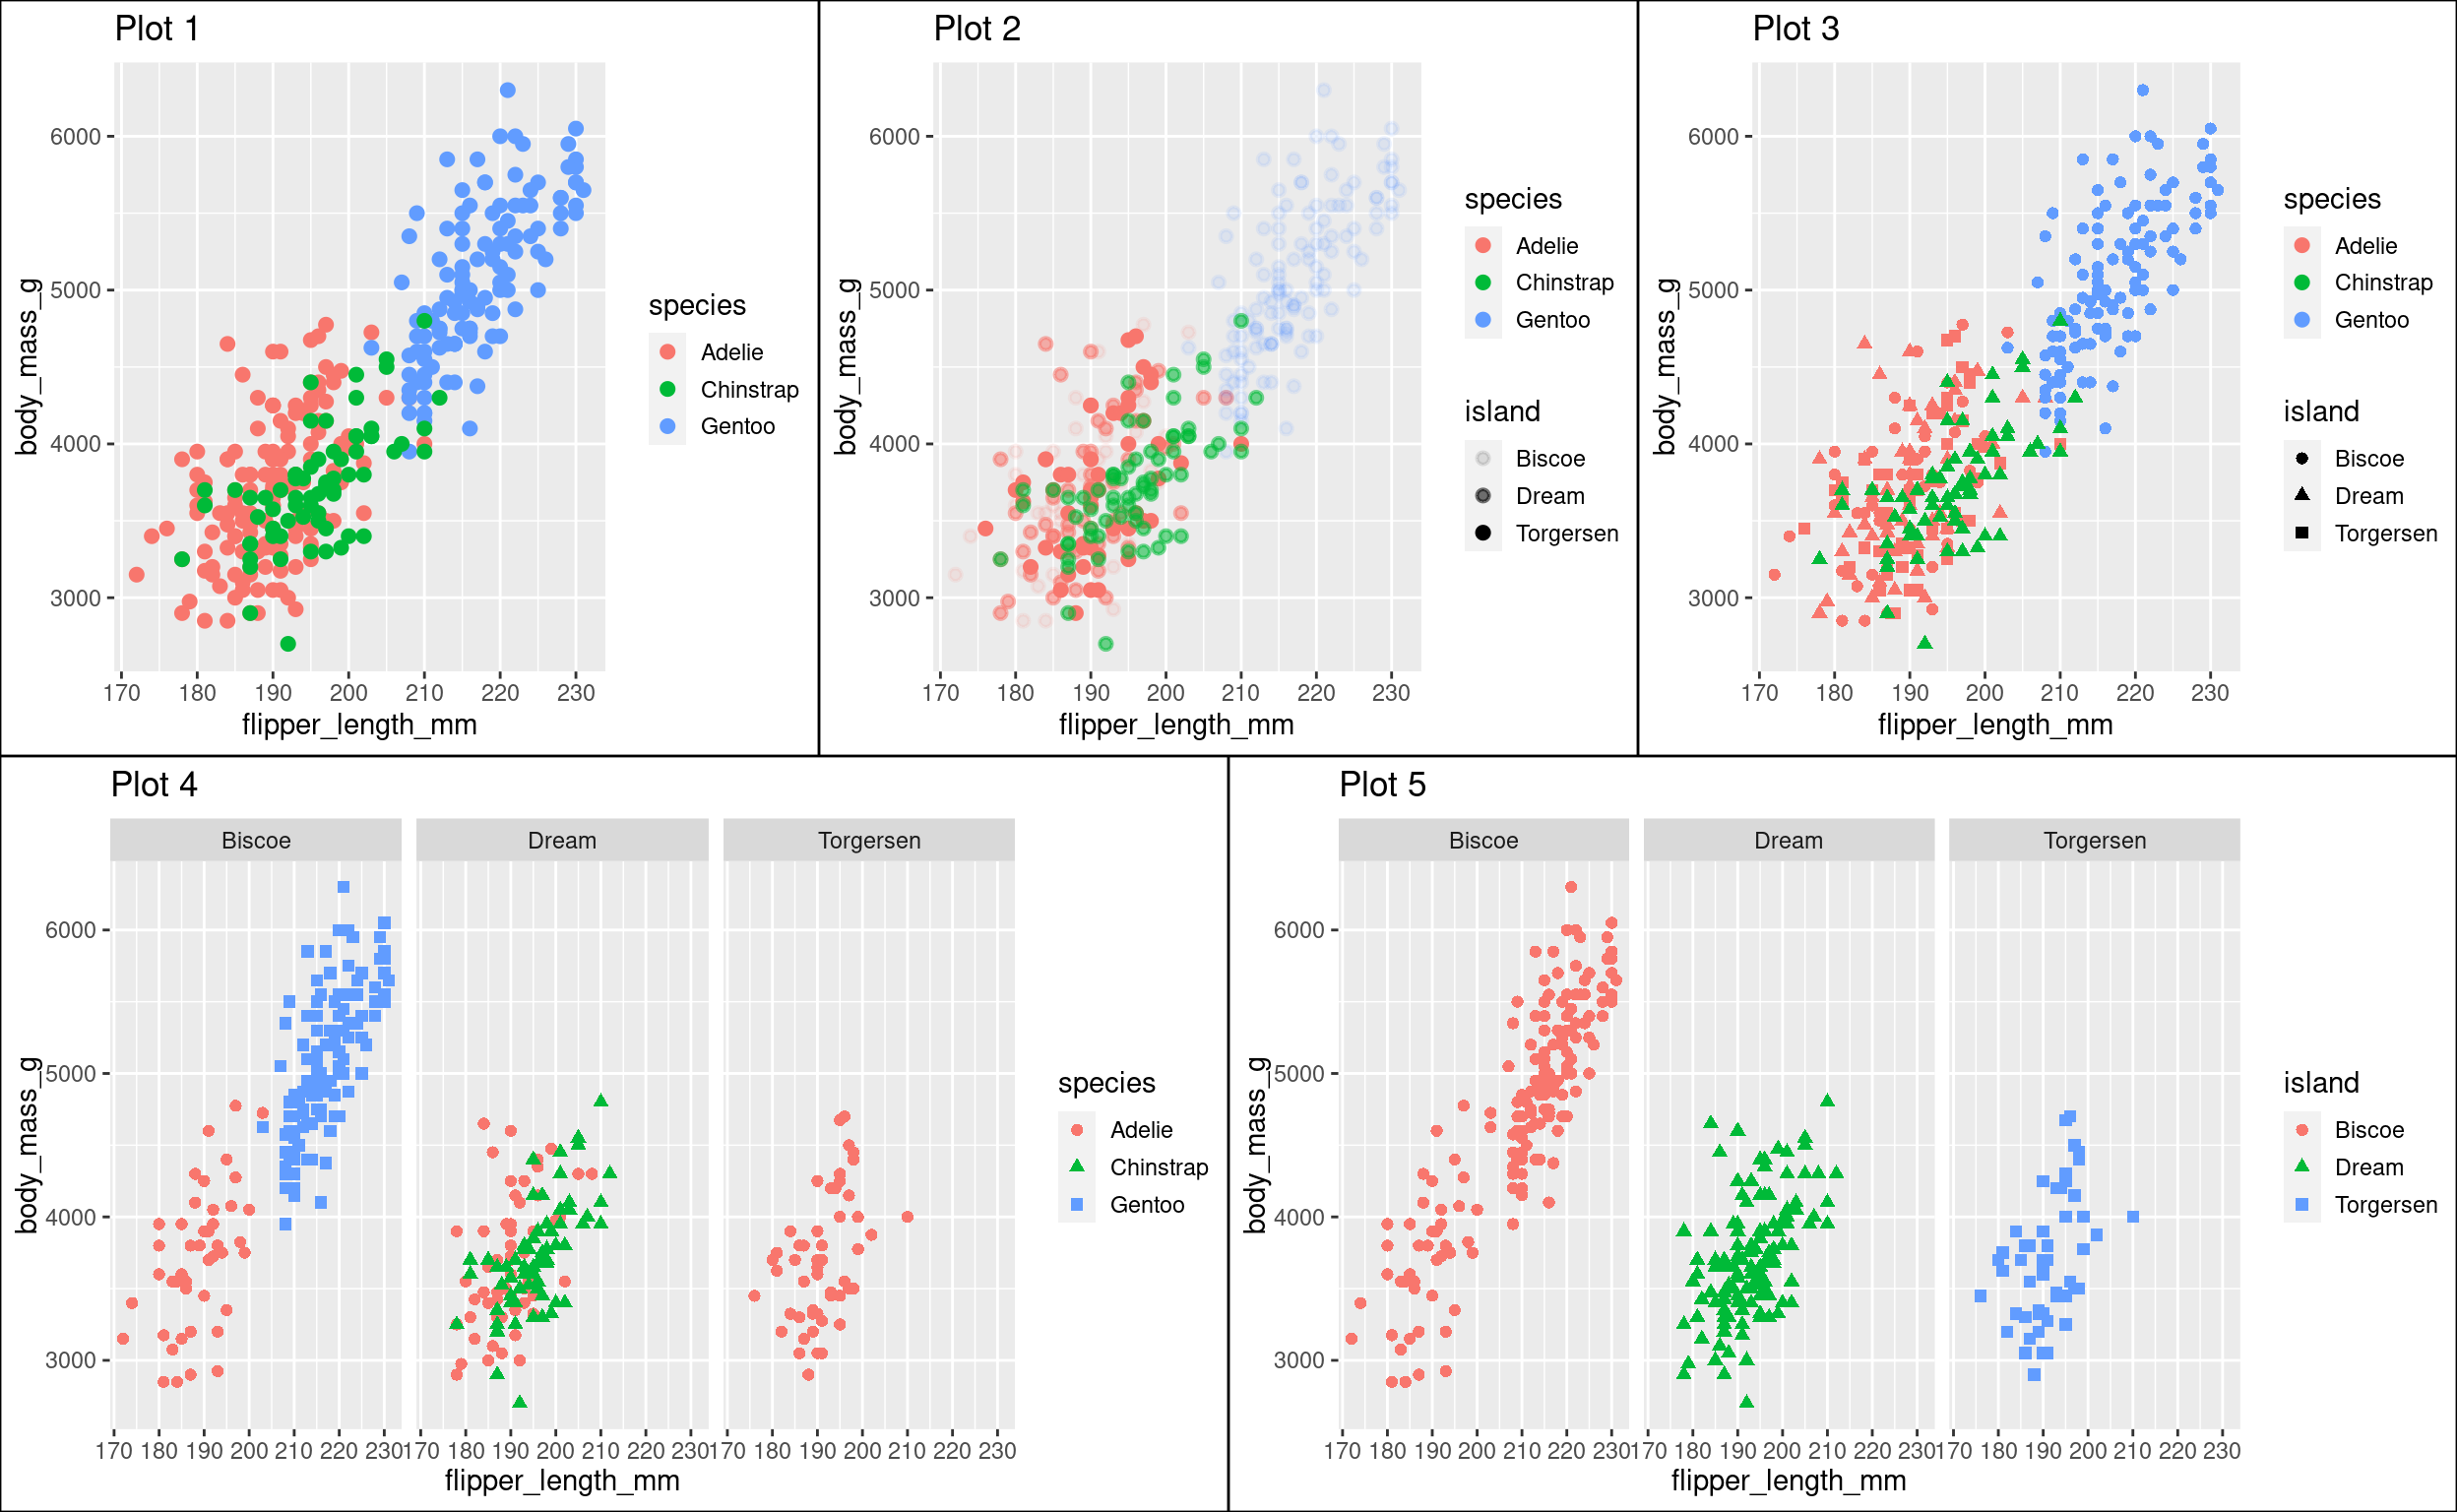 Plot 1
body_mass_g
6000
5000
4000
3000
170 180 190 200 210 220 230
flipper_length_mm
species
Adelie
Chinstrap
Gentoo
Plot 2
body_mass_g
6000
5000
4000
3000
170 180 190 200 210 220 230
flipper_length_mm
species
Adelie
Chinstrap
Gentoo
island
Biscoe
Dream
Torgersen
Plot 3
body_mass_g
6000
5000
4000
3000
170 180 190 200 210 220 230
flipper_length_mm
species
Adelie
Chinstrap
Gentoo
island
Biscoe
Dream
Torgersen
Plot 4
Biscoe Dream Torgersen
body_mass_g
6000
5000
4000
3000
170 180 190 200 210 220 230 170 180 190 200 210 220 230 170 180 190 200 210 220 230
flipper_length_mm
species
Adelie
Chinstrap
Gentoo
Plot 5
Biscoe Dream Torgersen
body_mass_g
6000
5000
4000
3000
170 180 190 200 210 220 230 170 180 190 200 210 220 230 170 180 190 200 210 220 230
flipper_length_mm
island
Biscoe
Dream
Torgersen